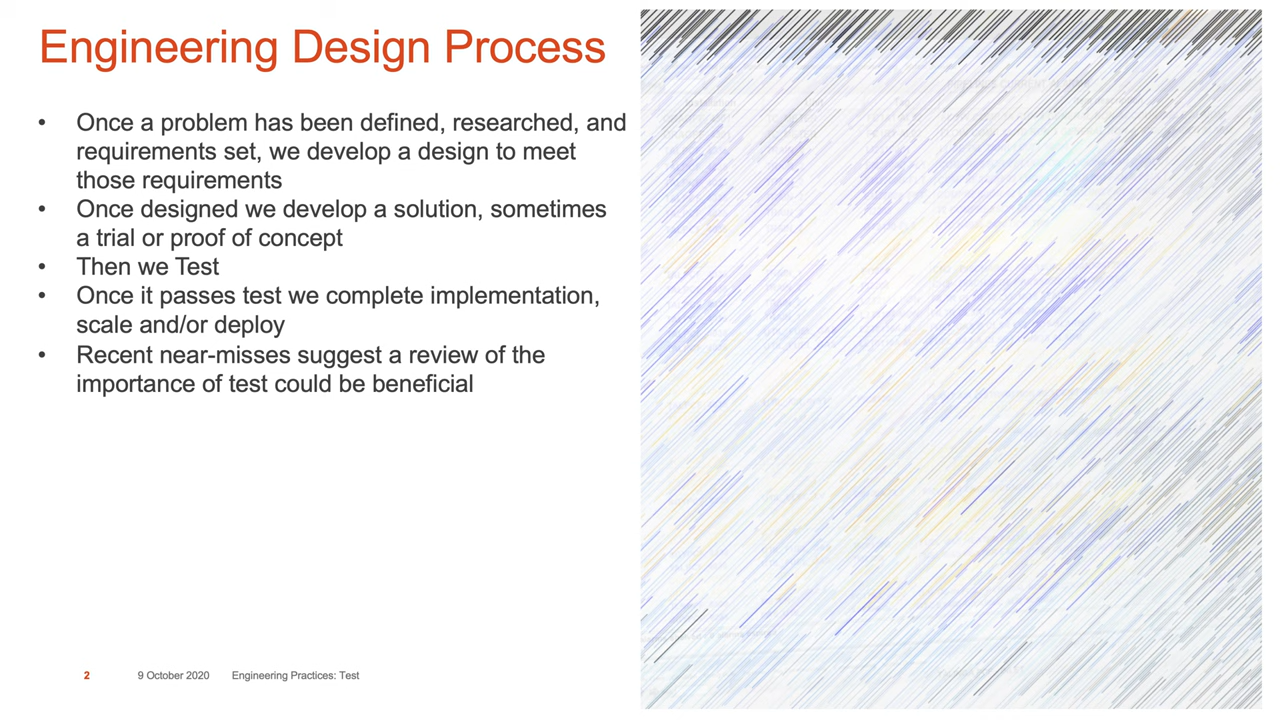 Engineering Design Process
• Once a problem has been defined, researched, and
requirements set, we develop a design to meet
those requirements
• Once designed we develop a solution, sometimes
a trial or proof of concept
• Then we Test
• Once it passes test we complete implementation,
scale and/or deploy
• Recent near-misses suggest a review of the
importance of test could be beneficial
2 9 October 2020 Engineering Practices: Test